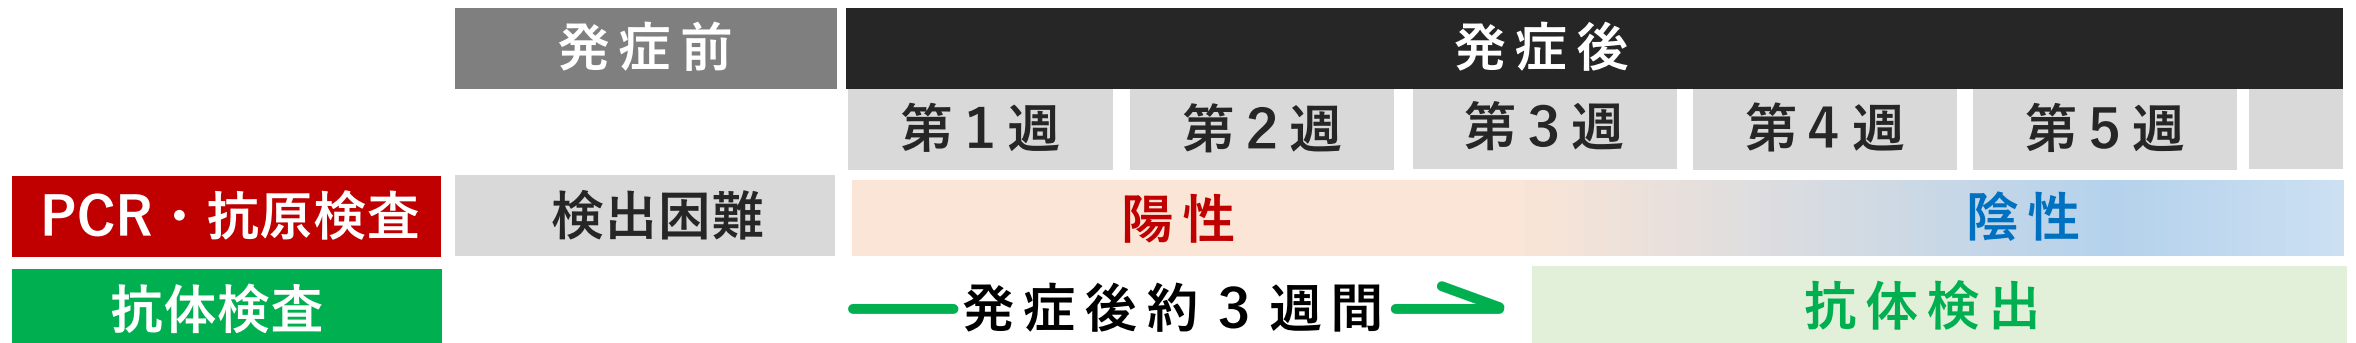 発症前 発症後
第1週 第2週 第3週 第4週 第5週
PCR・抗原検査 検出困難 陽性 陰性
抗体検査 発症後約3週間 抗体検出